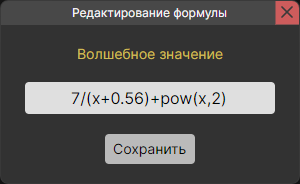 Редактирование формулы
Волшебное значение
7/(x+0.56)+pow(x,2)
Сохранить